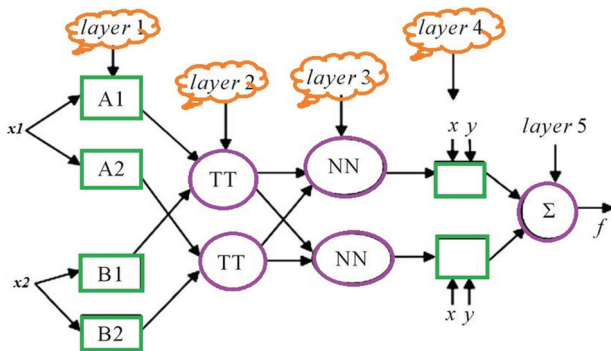 layer 1
layer 2
layer 3
layer 4
layer 5
x1
A1
A2
x2
B1
B2
TT
TT
NN
NN
x y
x y
Σ
f